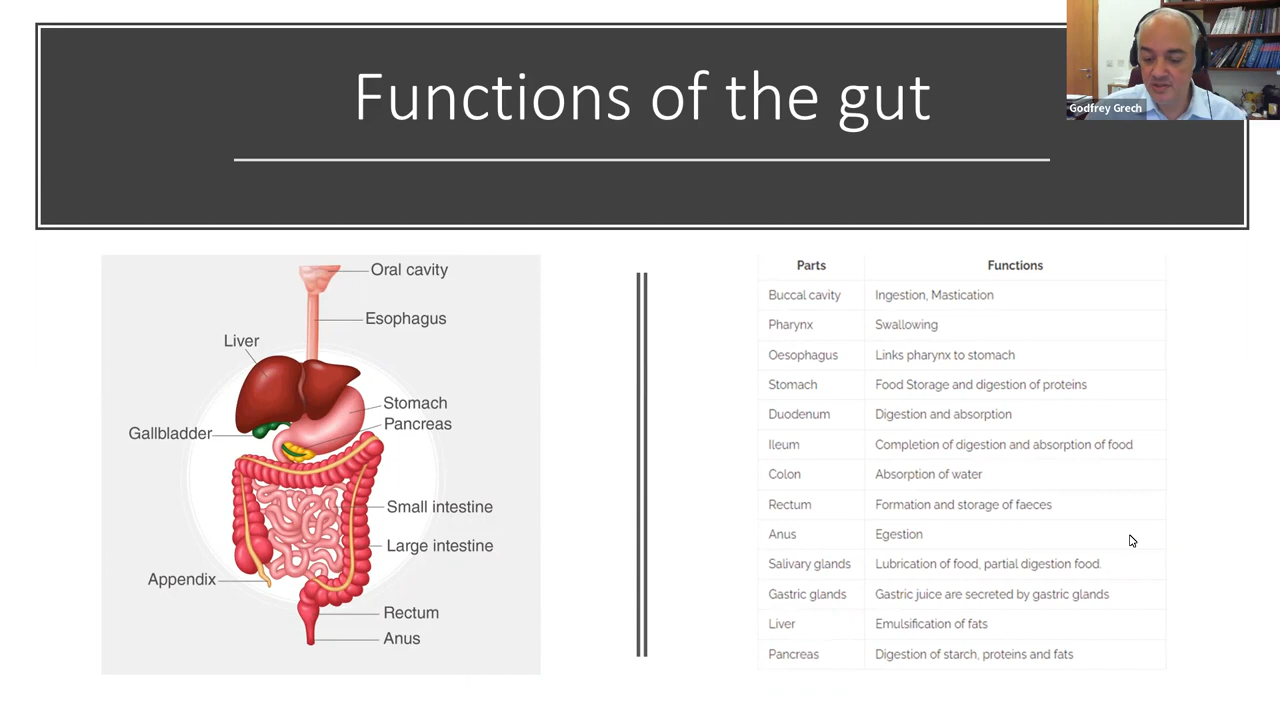 Functions of the gut
Godfrey Grech
Oral cavity
Esophagus
Liver
Stomach
Pancreas
Gallbladder
Small intestine
Large intestine
Appendix
Rectum
Anus
Parts Functions
Buccal cavity Ingestion, Mastication
Pharynx Swallowing
Oesophagus Links pharynx to stomach
Stomach Food Storage and digestion of proteins
Duodenum Digestion and absorption
Ileum Completion of digestion and absorption of food
Colon Absorption of water
Rectum Formation and storage of faeces
Anus Egestion
Salivary glands Lubrication of food, partial digestion food.
Gastric glands Gastric juice are secreted by gastric glands
Liver Emulsification of fats
Pancreas Digestion of starch, proteins and fats